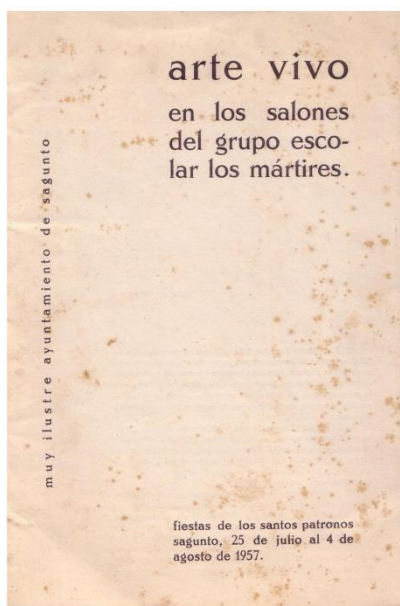 arte vivo
en los salones
del grupo esco-
lar los mártires.
muy ilustre ayuntamiento de sagunto
fiestas de los santos patronos
sagunto, 25 de julio al 4 de
agosto de 1957.